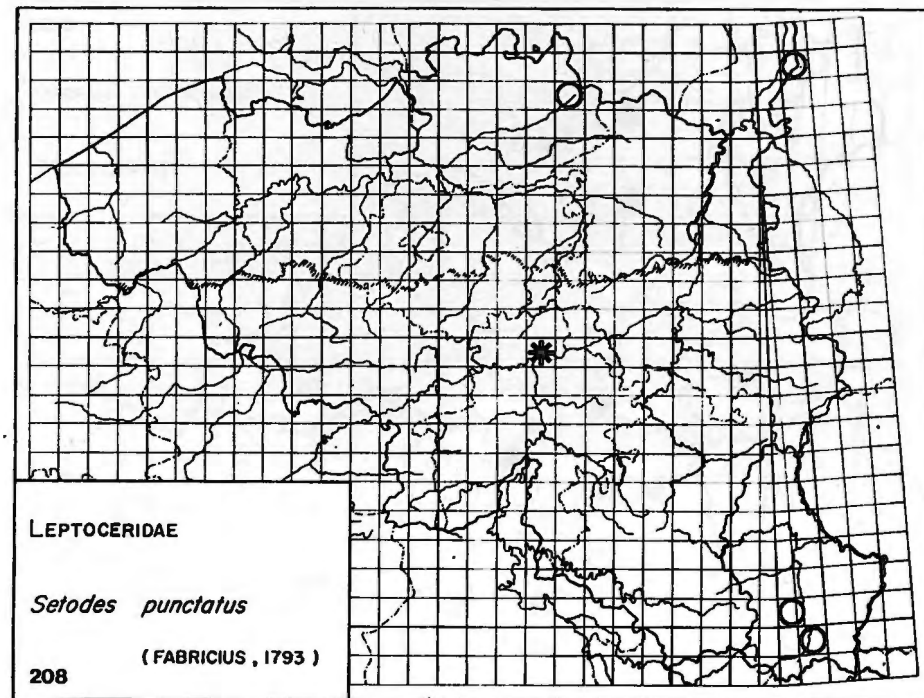 LEPTOCERIDAE
Setodes punctatus
(FABRICIUS, 1793)
208